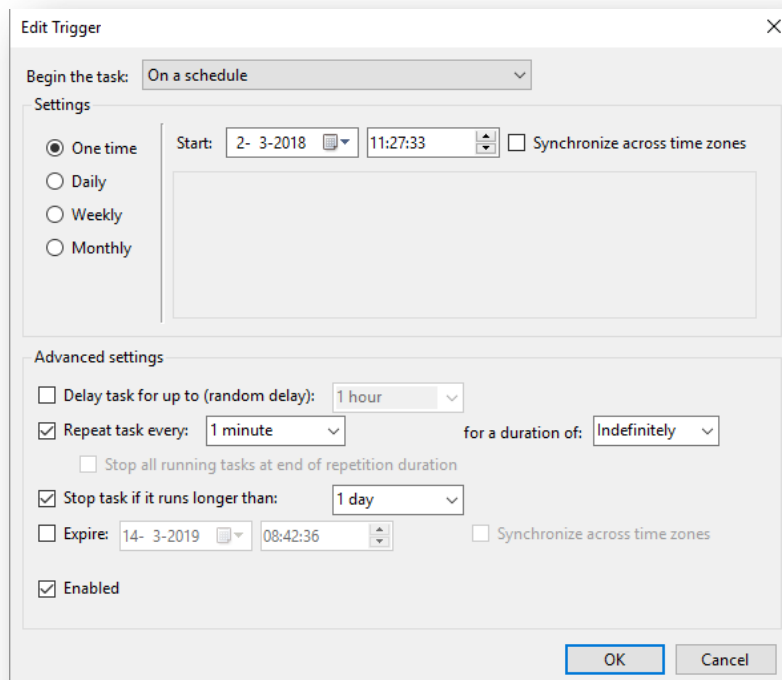 Edit Trigger
Begin the task: On a schedule
Settings
One time
Start: 2- 3-2018 11:27:33 Synchronize across time zones
Daily
Weekly
Monthly
Advanced settings
Delay task for up to (random delay): 1 hour
Repeat task every: 1 minute for a duration of: Indefinitely
Stop all running tasks at end of repetition duration
Stop task if it runs longer than: 1 day
Expire: 14- 3-2019 08:42:36 Synchronize across time zones
Enabled
OK Cancel